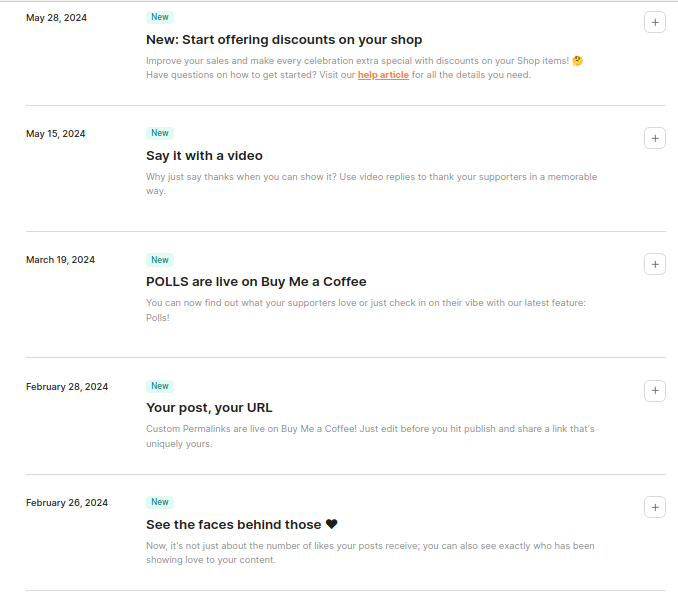 May 28, 2024
New
New: Start offering discounts on your shop
Improve your sales and make every celebration extra special with discounts on your Shop items! 🤔
Have questions on how to get started? Visit our help article for all the details you need.
May 15, 2024
New
Say it with a video
Why just say thanks when you can show it? Use video replies to thank your supporters in a memorable
way.
March 19, 2024
New
POLLS are live on Buy Me a Coffee
You can now find out what your supporters love or just check in on their vibe with our latest feature:
Polls!
February 28, 2024
New
Your post, your URL
Custom Permalinks are live on Buy Me a Coffee! Just edit before you hit publish and share a link that's
uniquely yours.
February 26, 2024
New
See the faces behind those ❤
Now, it's not just about the number of likes your posts receive; you can also see exactly who has been
showing love to your content.